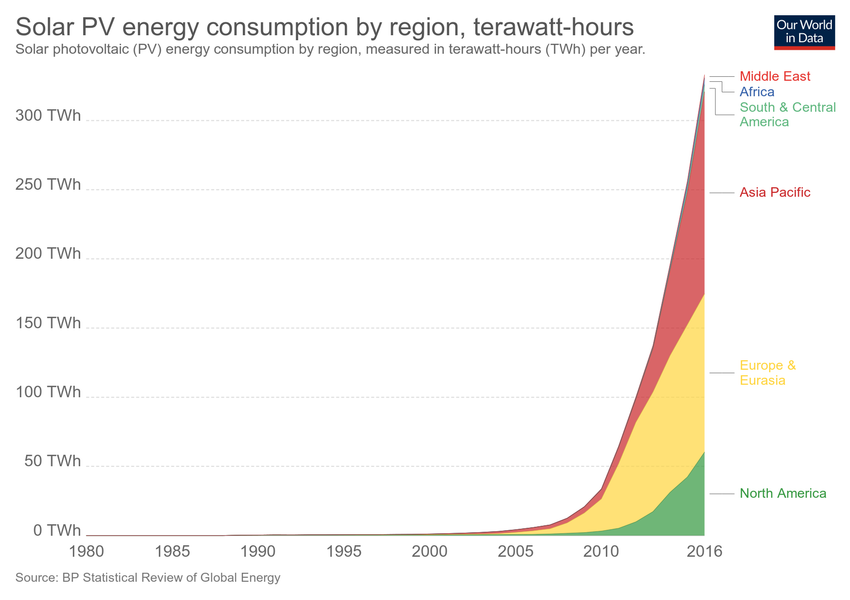 Solar PV energy consumption by region, terawatt-hours
Solar photovoltaic (PV) energy consumption by region, measured in terawatt-hours (TWh) per year.
Our World
in Data
Middle East
Africa
South & Central
America
300 TWh
250 TWh
Asia Pacific
200 TWh
150 TWh
Europe &
Eurasia
100 TWh
50 TWh
North America
0 TWh
1980 1985 1990 1995 2000 2005 2010 2016
Source: BP Statistical Review of Global Energy